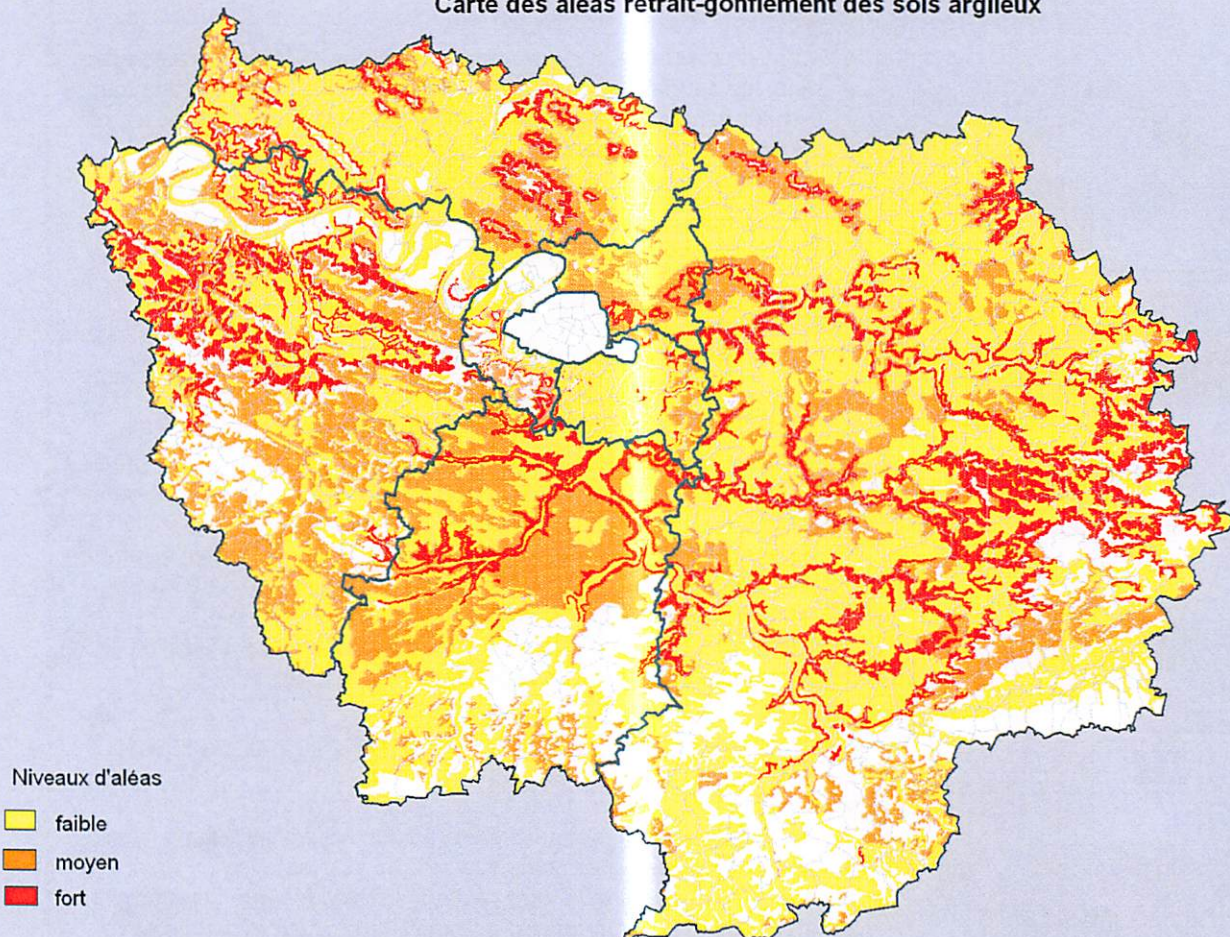 Carte des aléas retrait-gonflement des sols argileux
Niveaux d'aléas
faible
moyen
fort